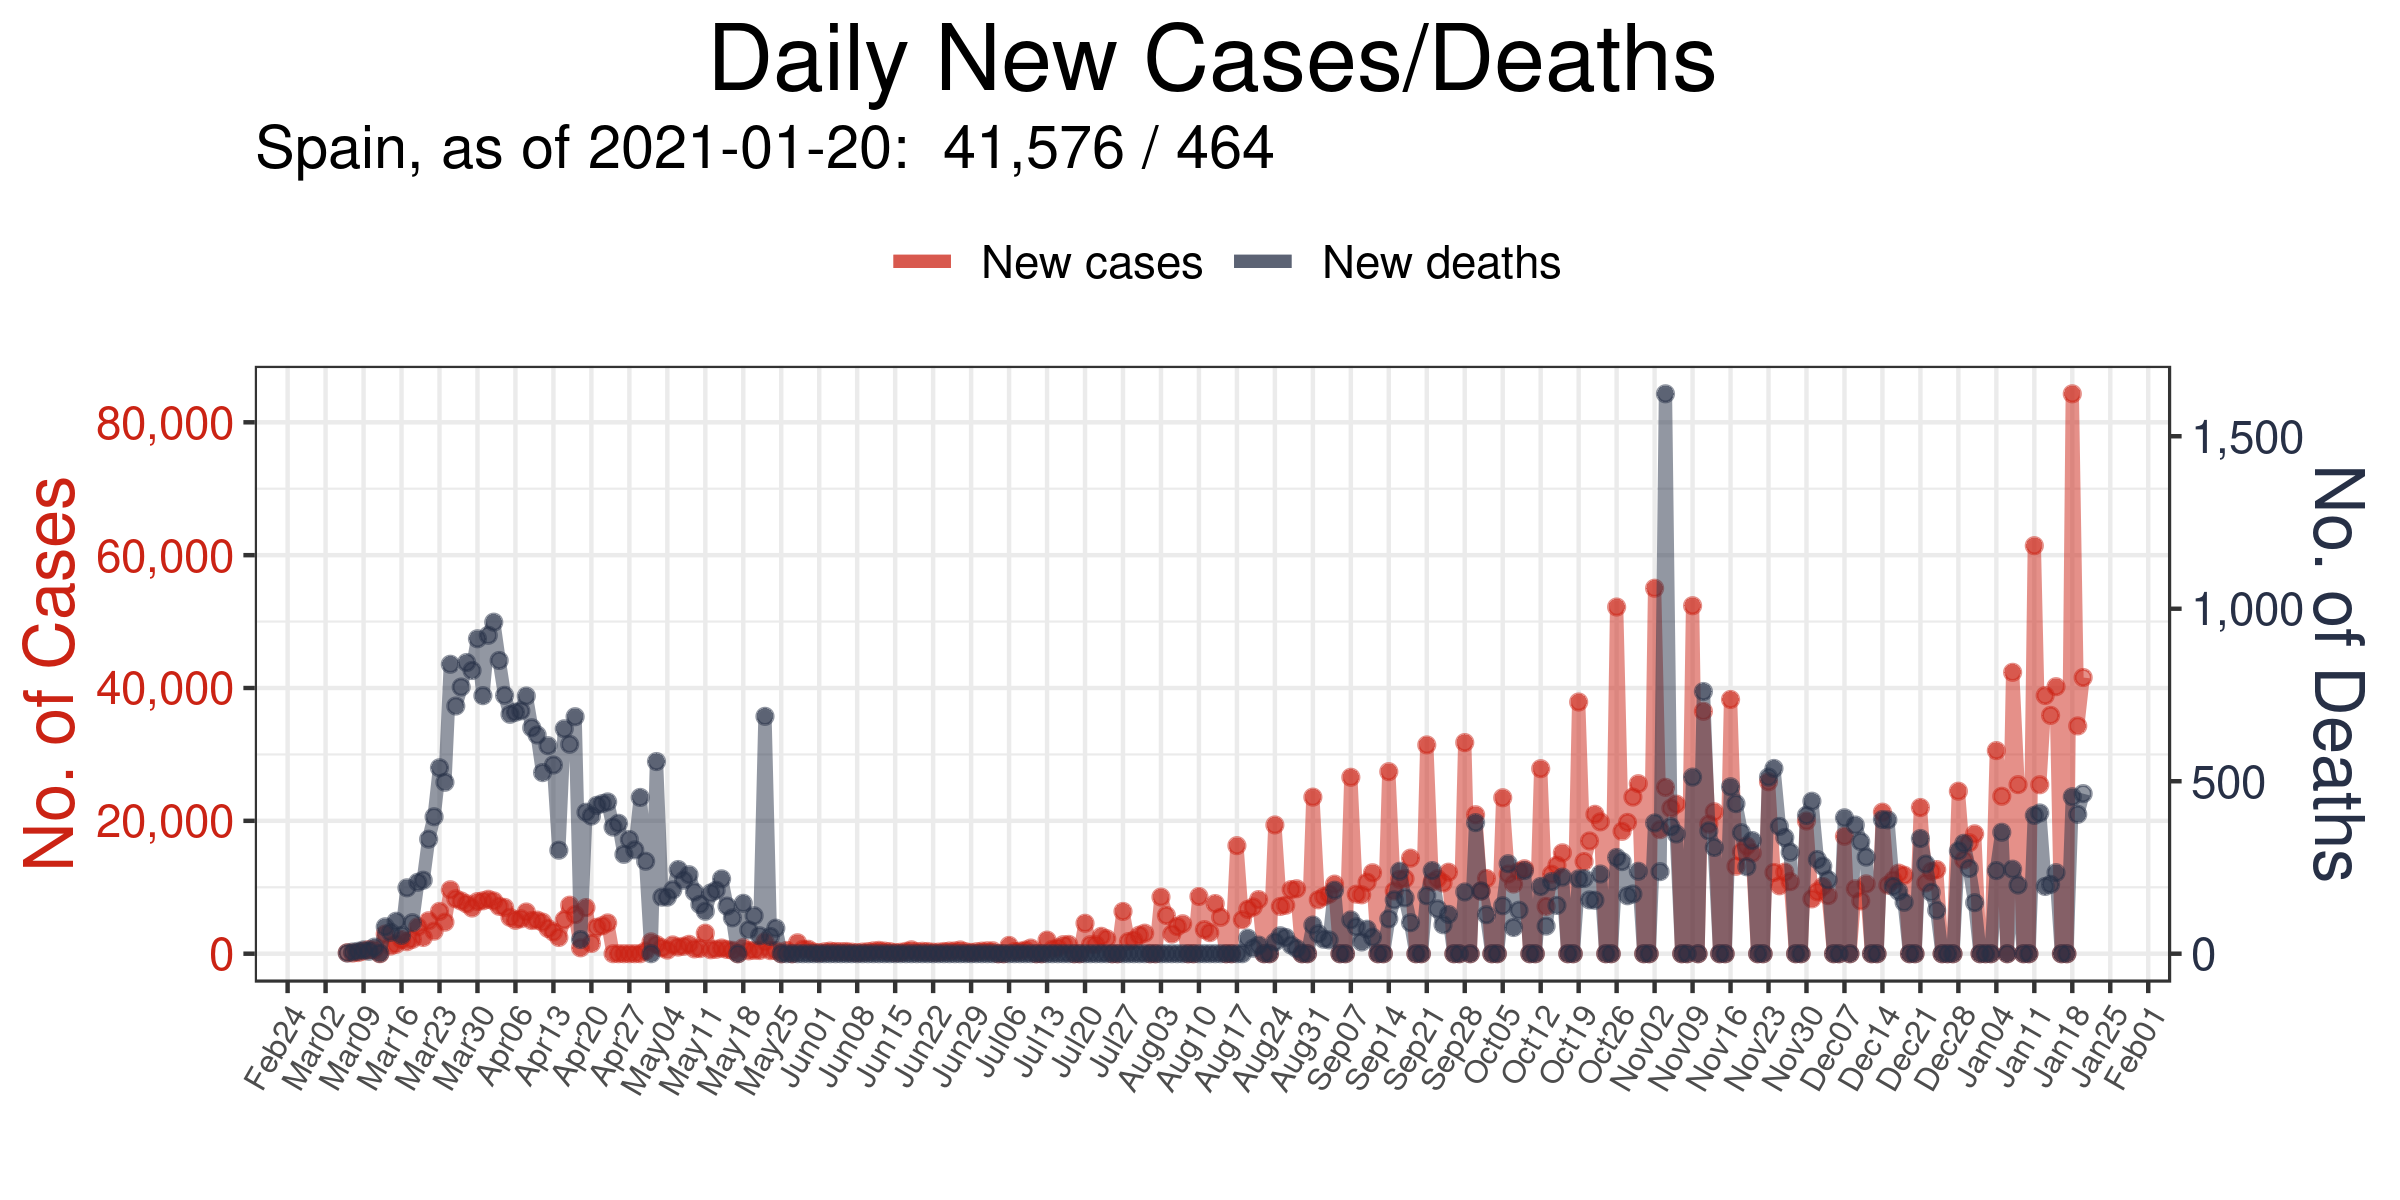 Daily New Cases/Deaths
Spain, as of 2021-01-20:  41,576 / 464
New cases
New deaths
No. of Cases
80,000
60,000
40,000
20,000
0
1,500
1,000
500
0
No. of Deaths
Feb24
Mar02
Mar09
Mar16
Mar23
Mar30
Apr06
Apr13
Apr20
Apr27
May04
May11
May18
May25
Jun01
Jun08
Jun15
Jun22
Jun29
Jul06
Jul13
Jul20
Jul27
Aug03
Aug10
Aug17
Aug24
Aug31
Sep07
Sep14
Sep21
Sep28
Oct05
Oct12
Oct19
Oct26
Nov02
Nov09
Nov16
Nov23
Nov30
Dec07
Dec14
Dec21
Dec28
Jan04
Jan11
Jan18
Jan25
Feb01